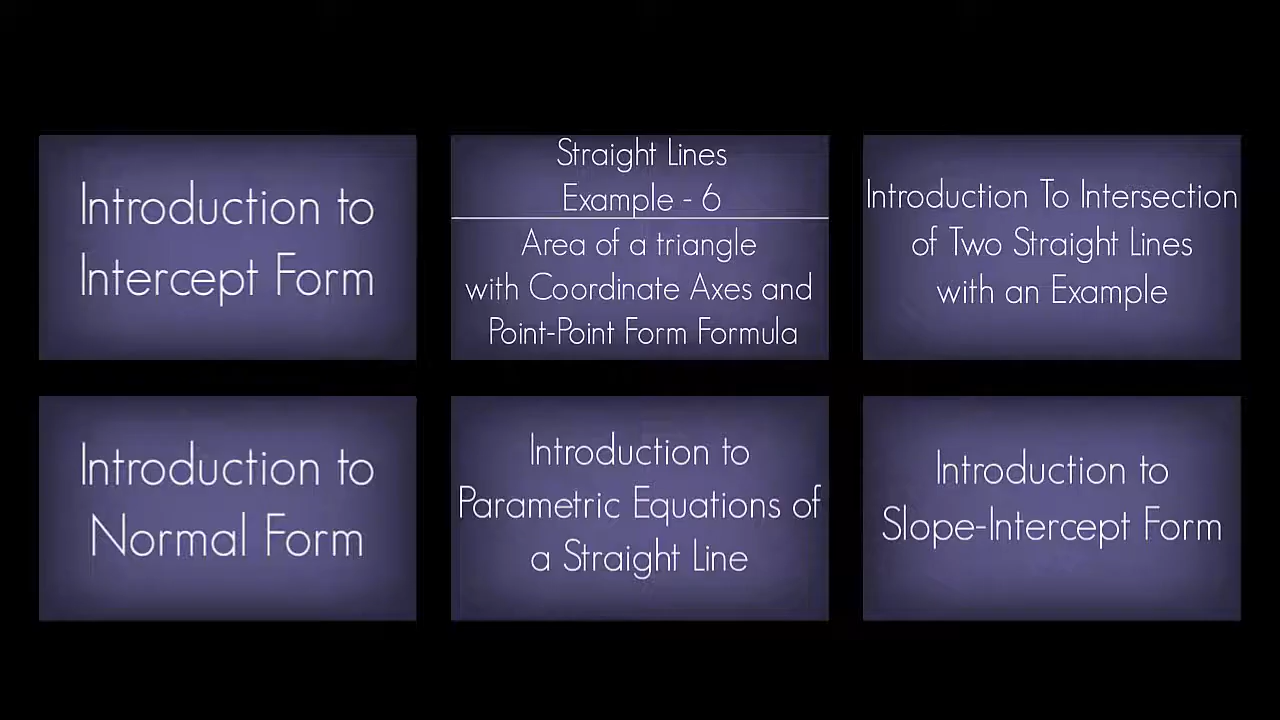 Introduction to
Intercept Form
Straight Lines
Example - 6
Area of a triangle
with Coordinate Axes and
Point-Point Form Formula
Introduction To Intersection
of Two Straight Lines
with an Example
Introduction to
Normal Form
Introduction to
Parametric Equations of
a Straight Line
Introduction to
Slope-Intercept Form